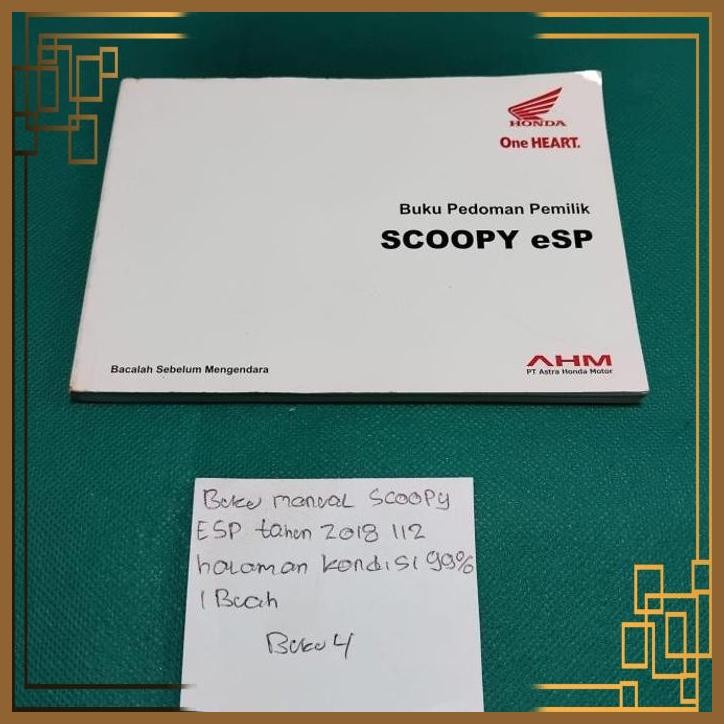 HONDA
One HEART.
Buku Pedoman Pemilik
SCOOPY eSP
Bacalah Sebelum Mengendara
AHM
PT Astra Honda Motor
Buku manual Scoopy
ESP tahun 2018 112
halaman kondisi 99%
1 Buah
Buku 4